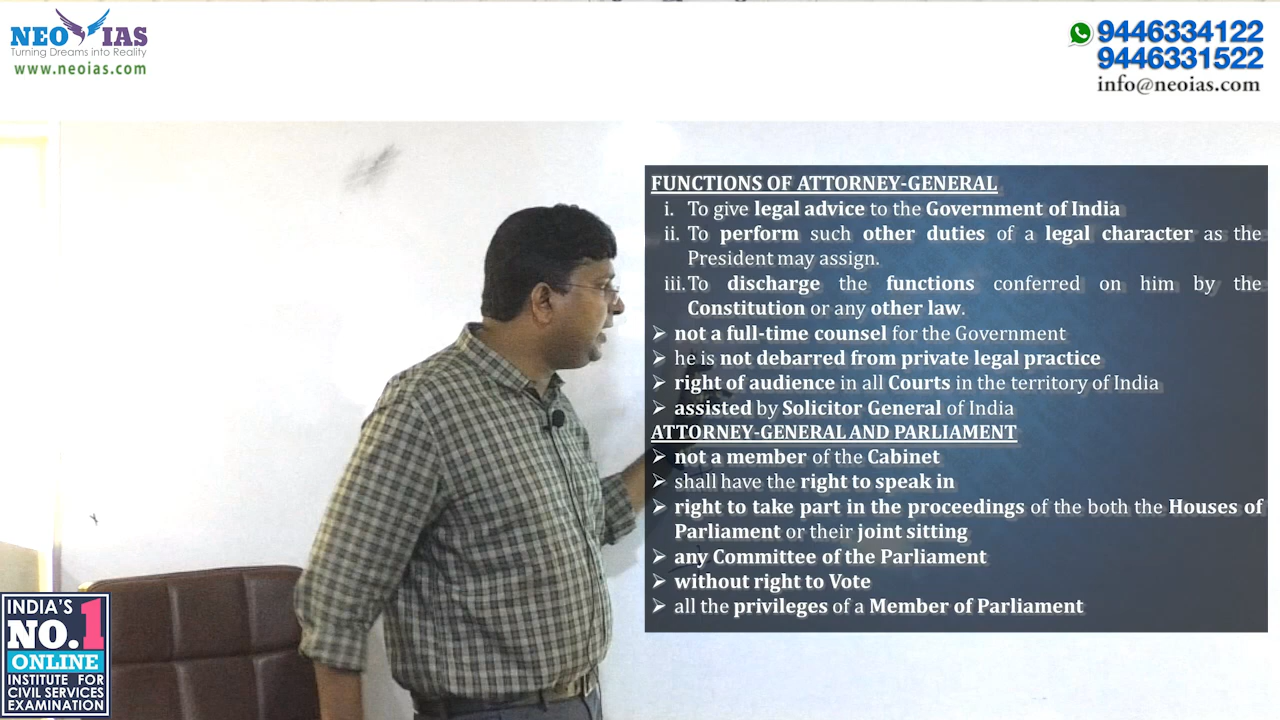 NEO IAS
Turning Dreams into Reality
www.neoias.com
9446334122
9446331522
info@neoias.com
FUNCTIONS OF ATTORNEY-GENERAL
i. To give legal advice to the Government of India
ii. To perform such other duties of a legal character as the
President may assign.
iii. To discharge the functions conferred on him by the
Constitution or any other law.
➢ not a full-time counsel for the Government
➢ he is not debarred from private legal practice
➢ right of audience in all Courts in the territory of India
➢ assisted by Solicitor General of India
ATTORNEY-GENERAL AND PARLIAMENT
➢ not a member of the Cabinet
➢ shall have the right to speak in
➢ right to take part in the proceedings of the both the Houses of
Parliament or their joint sitting
➢ any Committee of the Parliament
➢ without right to Vote
➢ all the privileges of a Member of Parliament
INDIA'S
NO.1
ONLINE
INSTITUTE FOR
CIVIL SERVICES
EXAMINATION